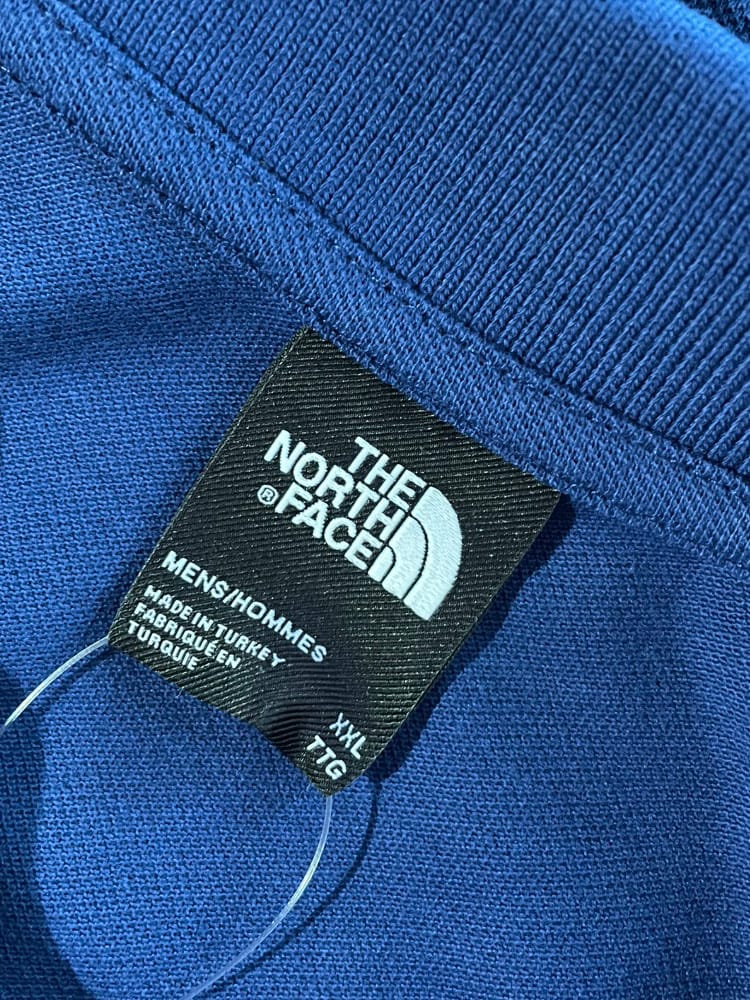 THE
NORTH
® FACE
MENS/HOMMES
MADE IN TURKEY
FABRIQUÉ EN
TURQUIE
XXL
TTG